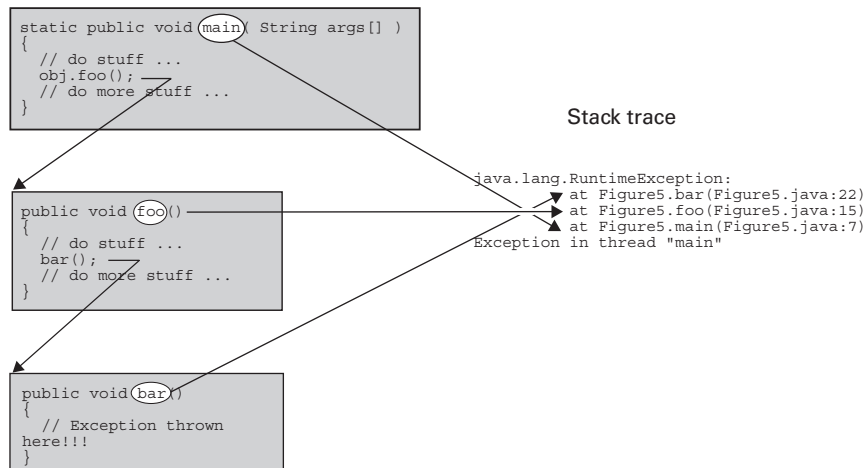 static public void main( String args[] )
{
// do stuff ...
obj.foo();
// do more stuff ...
}
Stack trace
java.lang.RuntimeException:
at Figure5.bar(Figure5.java:22)
at Figure5.foo(Figure5.java:15)
at Figure5.main(Figure5.java:7)
Exception in thread "main"
public void foo()
{
// do stuff ...
bar();
// do more stuff ...
}
public void bar()
{
// Exception thrown
here!!!
}